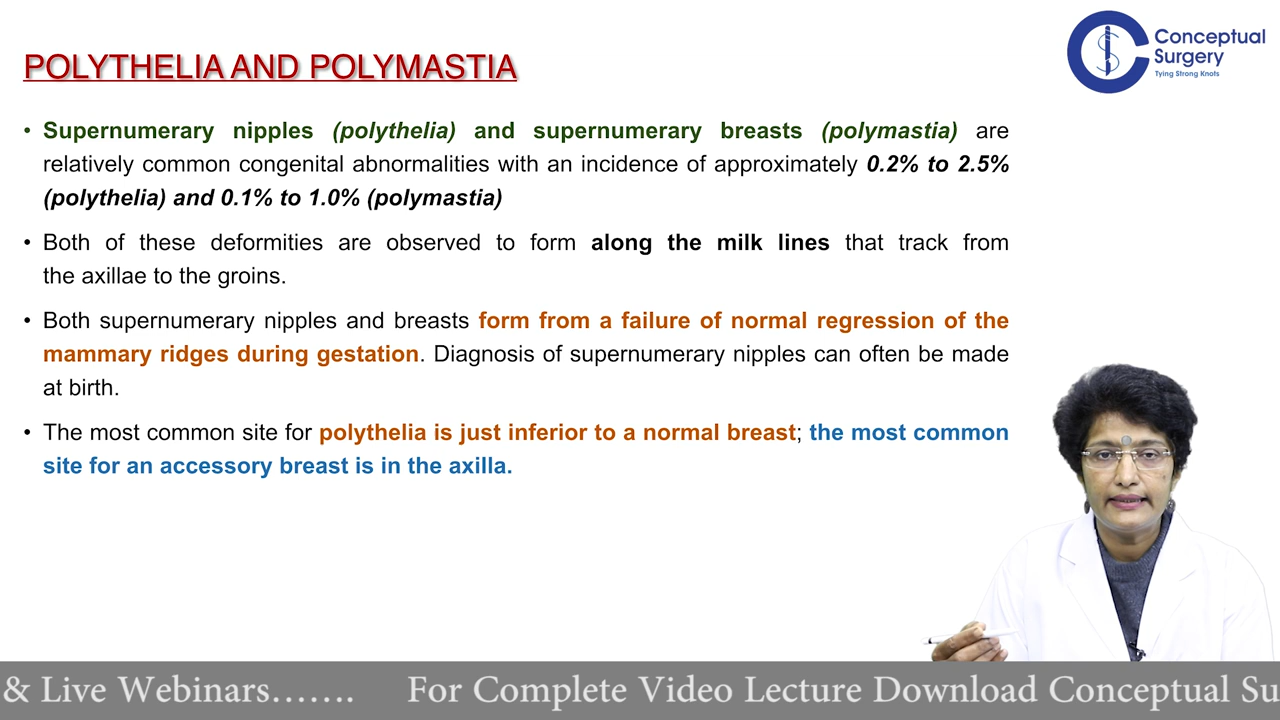 Conceptual
Surgery
Tying Strong Knots
POLYTHELIA AND POLYMASTIA
• Supernumerary nipples (polythelia) and supernumerary breasts (polymastia) are
relatively common congenital abnormalities with an incidence of approximately 0.2% to 2.5%
(polythelia) and 0.1% to 1.0% (polymastia)
• Both of these deformities are observed to form along the milk lines that track from
the axillae to the groins.
• Both supernumerary nipples and breasts form from a failure of normal regression of the
mammary ridges during gestation. Diagnosis of supernumerary nipples can often be made
at birth.
• The most common site for polythelia is just inferior to a normal breast; the most common
site for an accessory breast is in the axilla.
& Live Webinars....... For Complete Video Lecture Download Conceptual Su